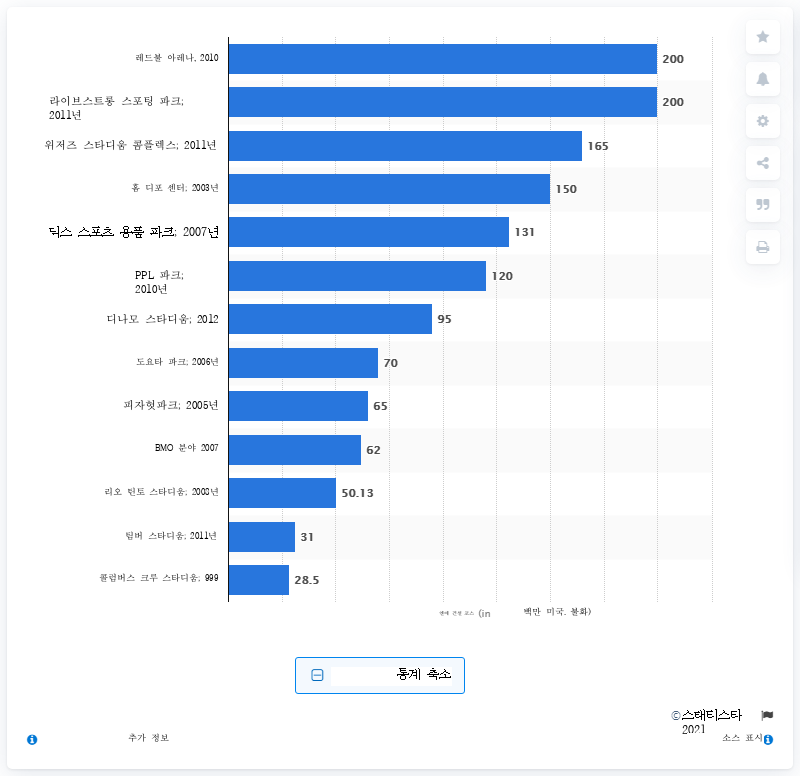 레드불 아레나, 2010
200
라이브스트롱 스포팅 파크;
2011년
200
위저즈 스타디움 콤플렉스; 2011년
165
홈 디포 센터; 2003년
150
딕스 스포츠 용품 파크; 2007년
131
PPL 파크;
2010년
120
디나모 스타디움; 2012
95
도요타 파크; 2006년
70
피자헛파크; 2005년
65
BMO 분야 2007
62
리오 틴토 스타디움; 2008년
50.13
팀버 스타디움; 2011년
31
콜럼버스 크루 스타디움; 999
28.5
(in 백만 미국. 불화)
통계 축소
©스태티스타
2021
추가 정보
소스 표시